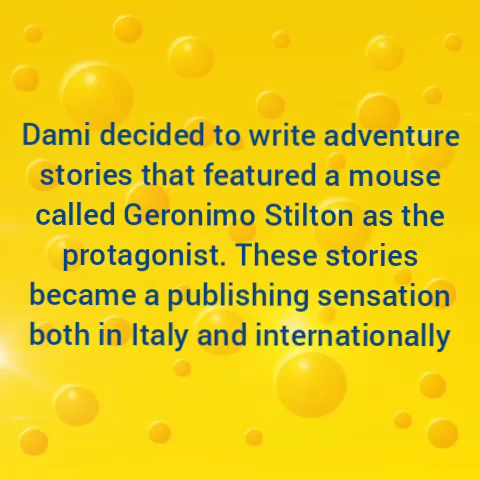 Dami decided to write adventure
stories that featured a mouse
called Geronimo Stilton as the
protagonist. These stories
became a publishing sensation
both in Italy and internationally